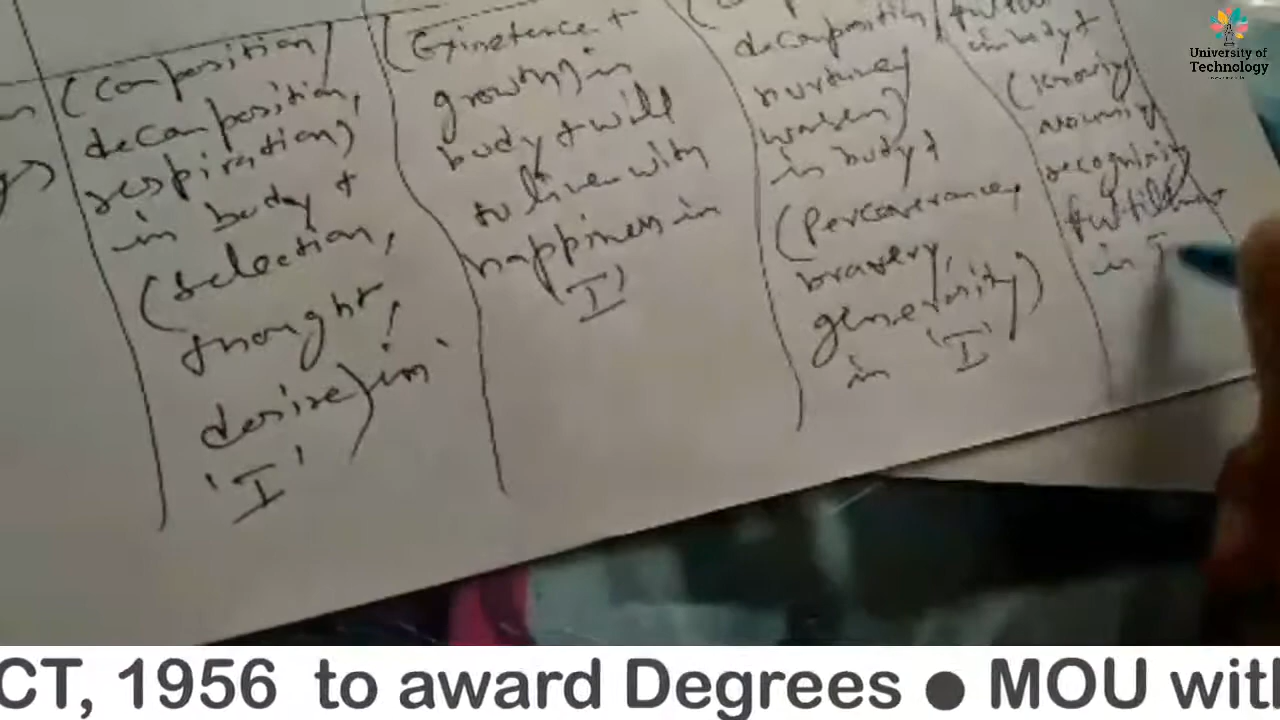 (composition
decomposition,
respiration)
in body +
(selection,
thought,
desire) in
'I'
(Existence +
growth) in
body + will
to live with
happiness in
'I'
decomposition
in body +
(perseverance,
bravery,
generosity)
in 'I'
in body +
(knowing
recognising
in I
University of
Technology
CT, 1956 to award Degrees ● MOU with